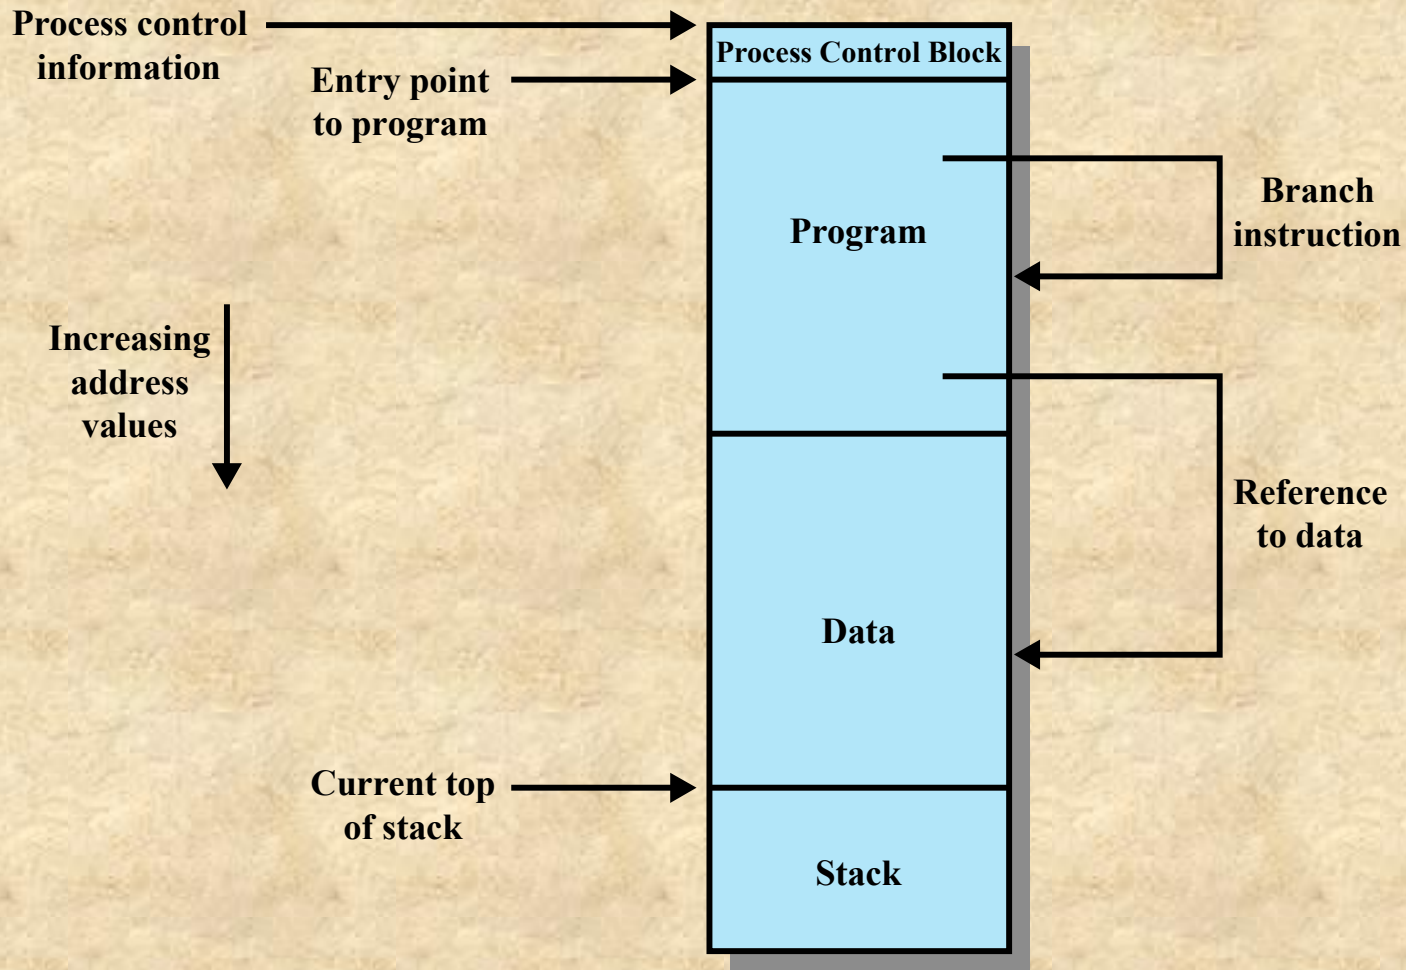 Process control
information
Process Control Block
Entry point
to program
Program
Branch
instruction
Increasing
address
values
Reference
to data
Data
Current top
of stack
Stack